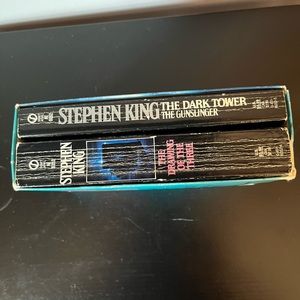 STEPHEN KING
THE DARK TOWER
THE GUNSLINGER
STEPHEN
KING
THE
DRAWING
OF THE
THREE